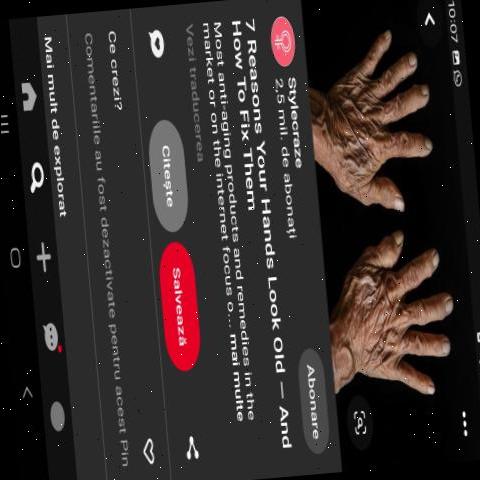 10:07
Stylecraze
2,5 mil. de abonați
Abonare
7 Reasons Your Hands Look Old — And
How To Fix Them
Most anti-aging products and remedies in the
market or on the internet focus o... mai multe
Vezi traducerea
Citește
Salvează
Ce crezi?
Comentariile au fost dezactivate pentru acest Pin
Mai mult de explorat